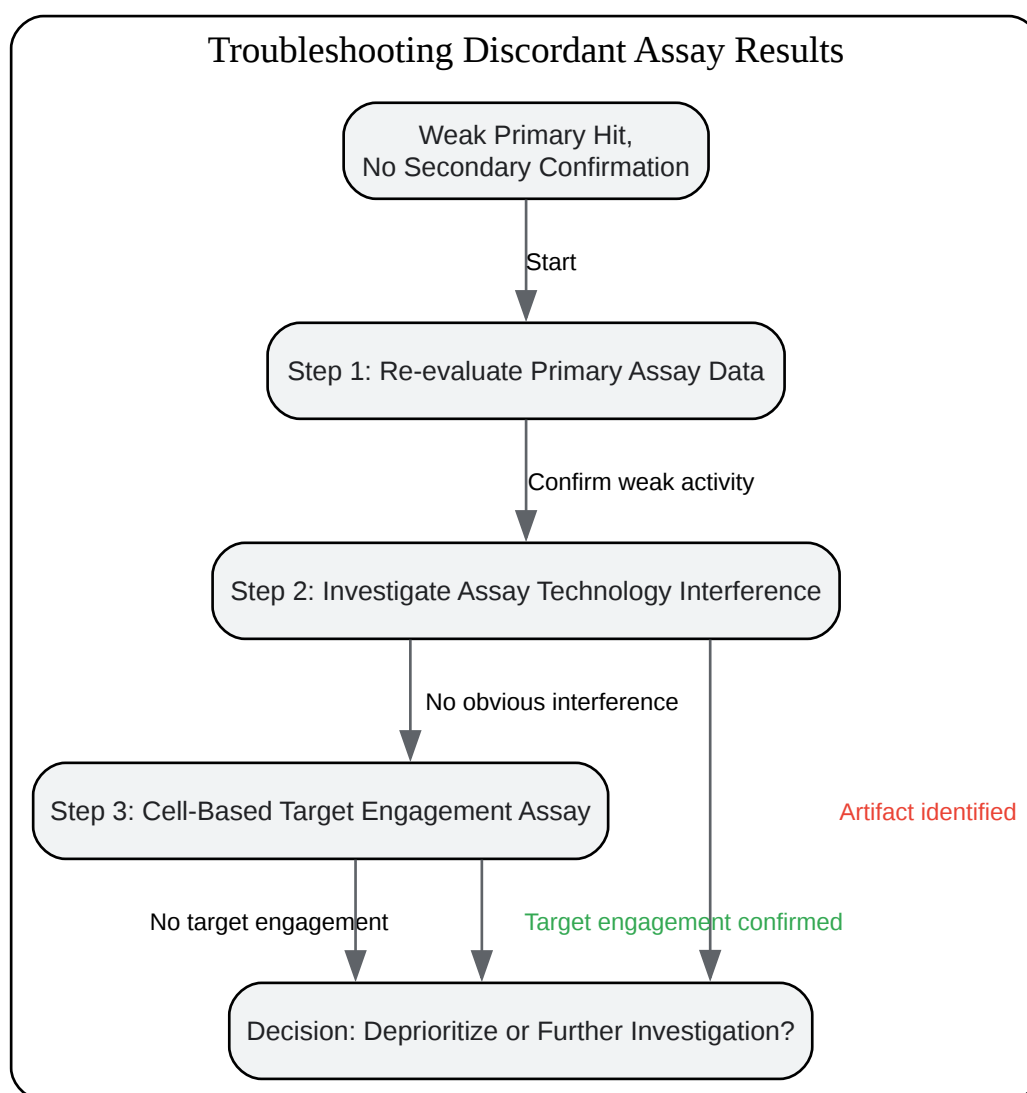 Troubleshooting Discordant Assay Results
Weak Primary Hit,
No Secondary Confirmation
Start
Step 1: Re-evaluate Primary Assay Data
Confirm weak activity
Step 2: Investigate Assay Technology Interference
No obvious interference
Step 3: Cell-Based Target Engagement Assay
Artifact identified
No target engagement
Target engagement confirmed
Decision: Deprioritize or Further Investigation?